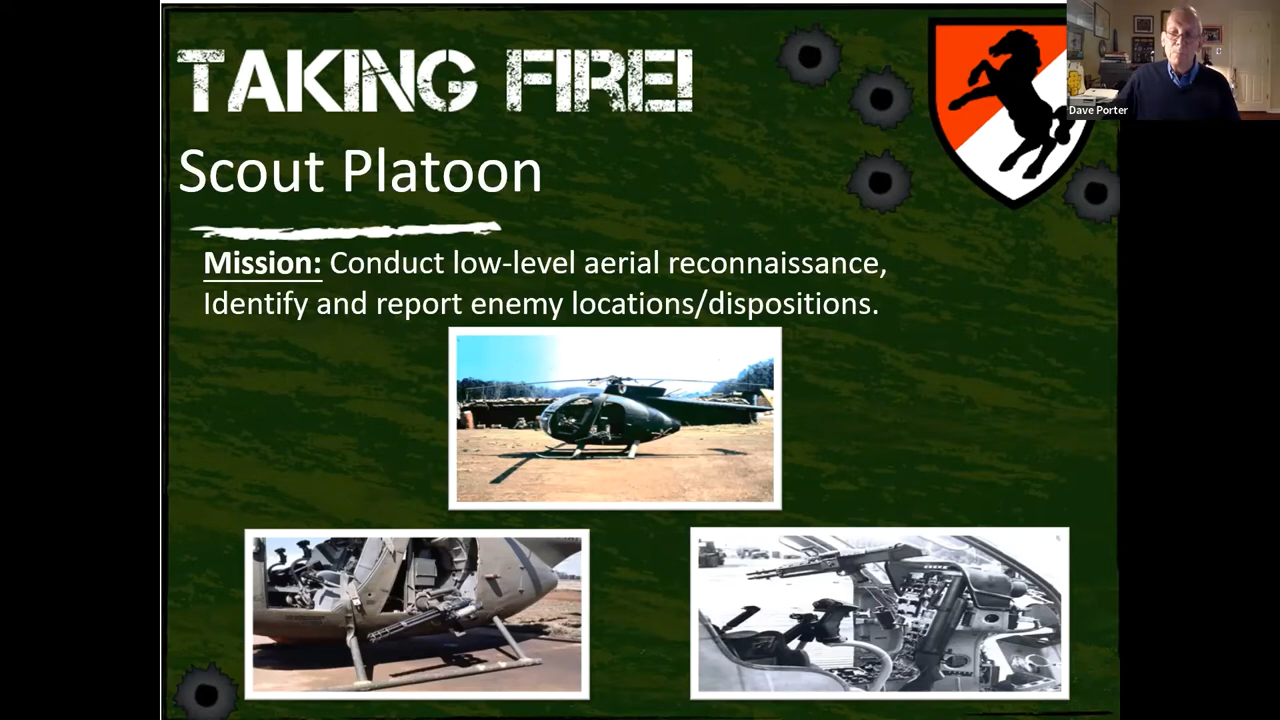 TAKING FIRE!
Scout Platoon
Mission: Conduct low-level aerial reconnaissance,
Identify and report enemy locations/dispositions.
Dave Porter